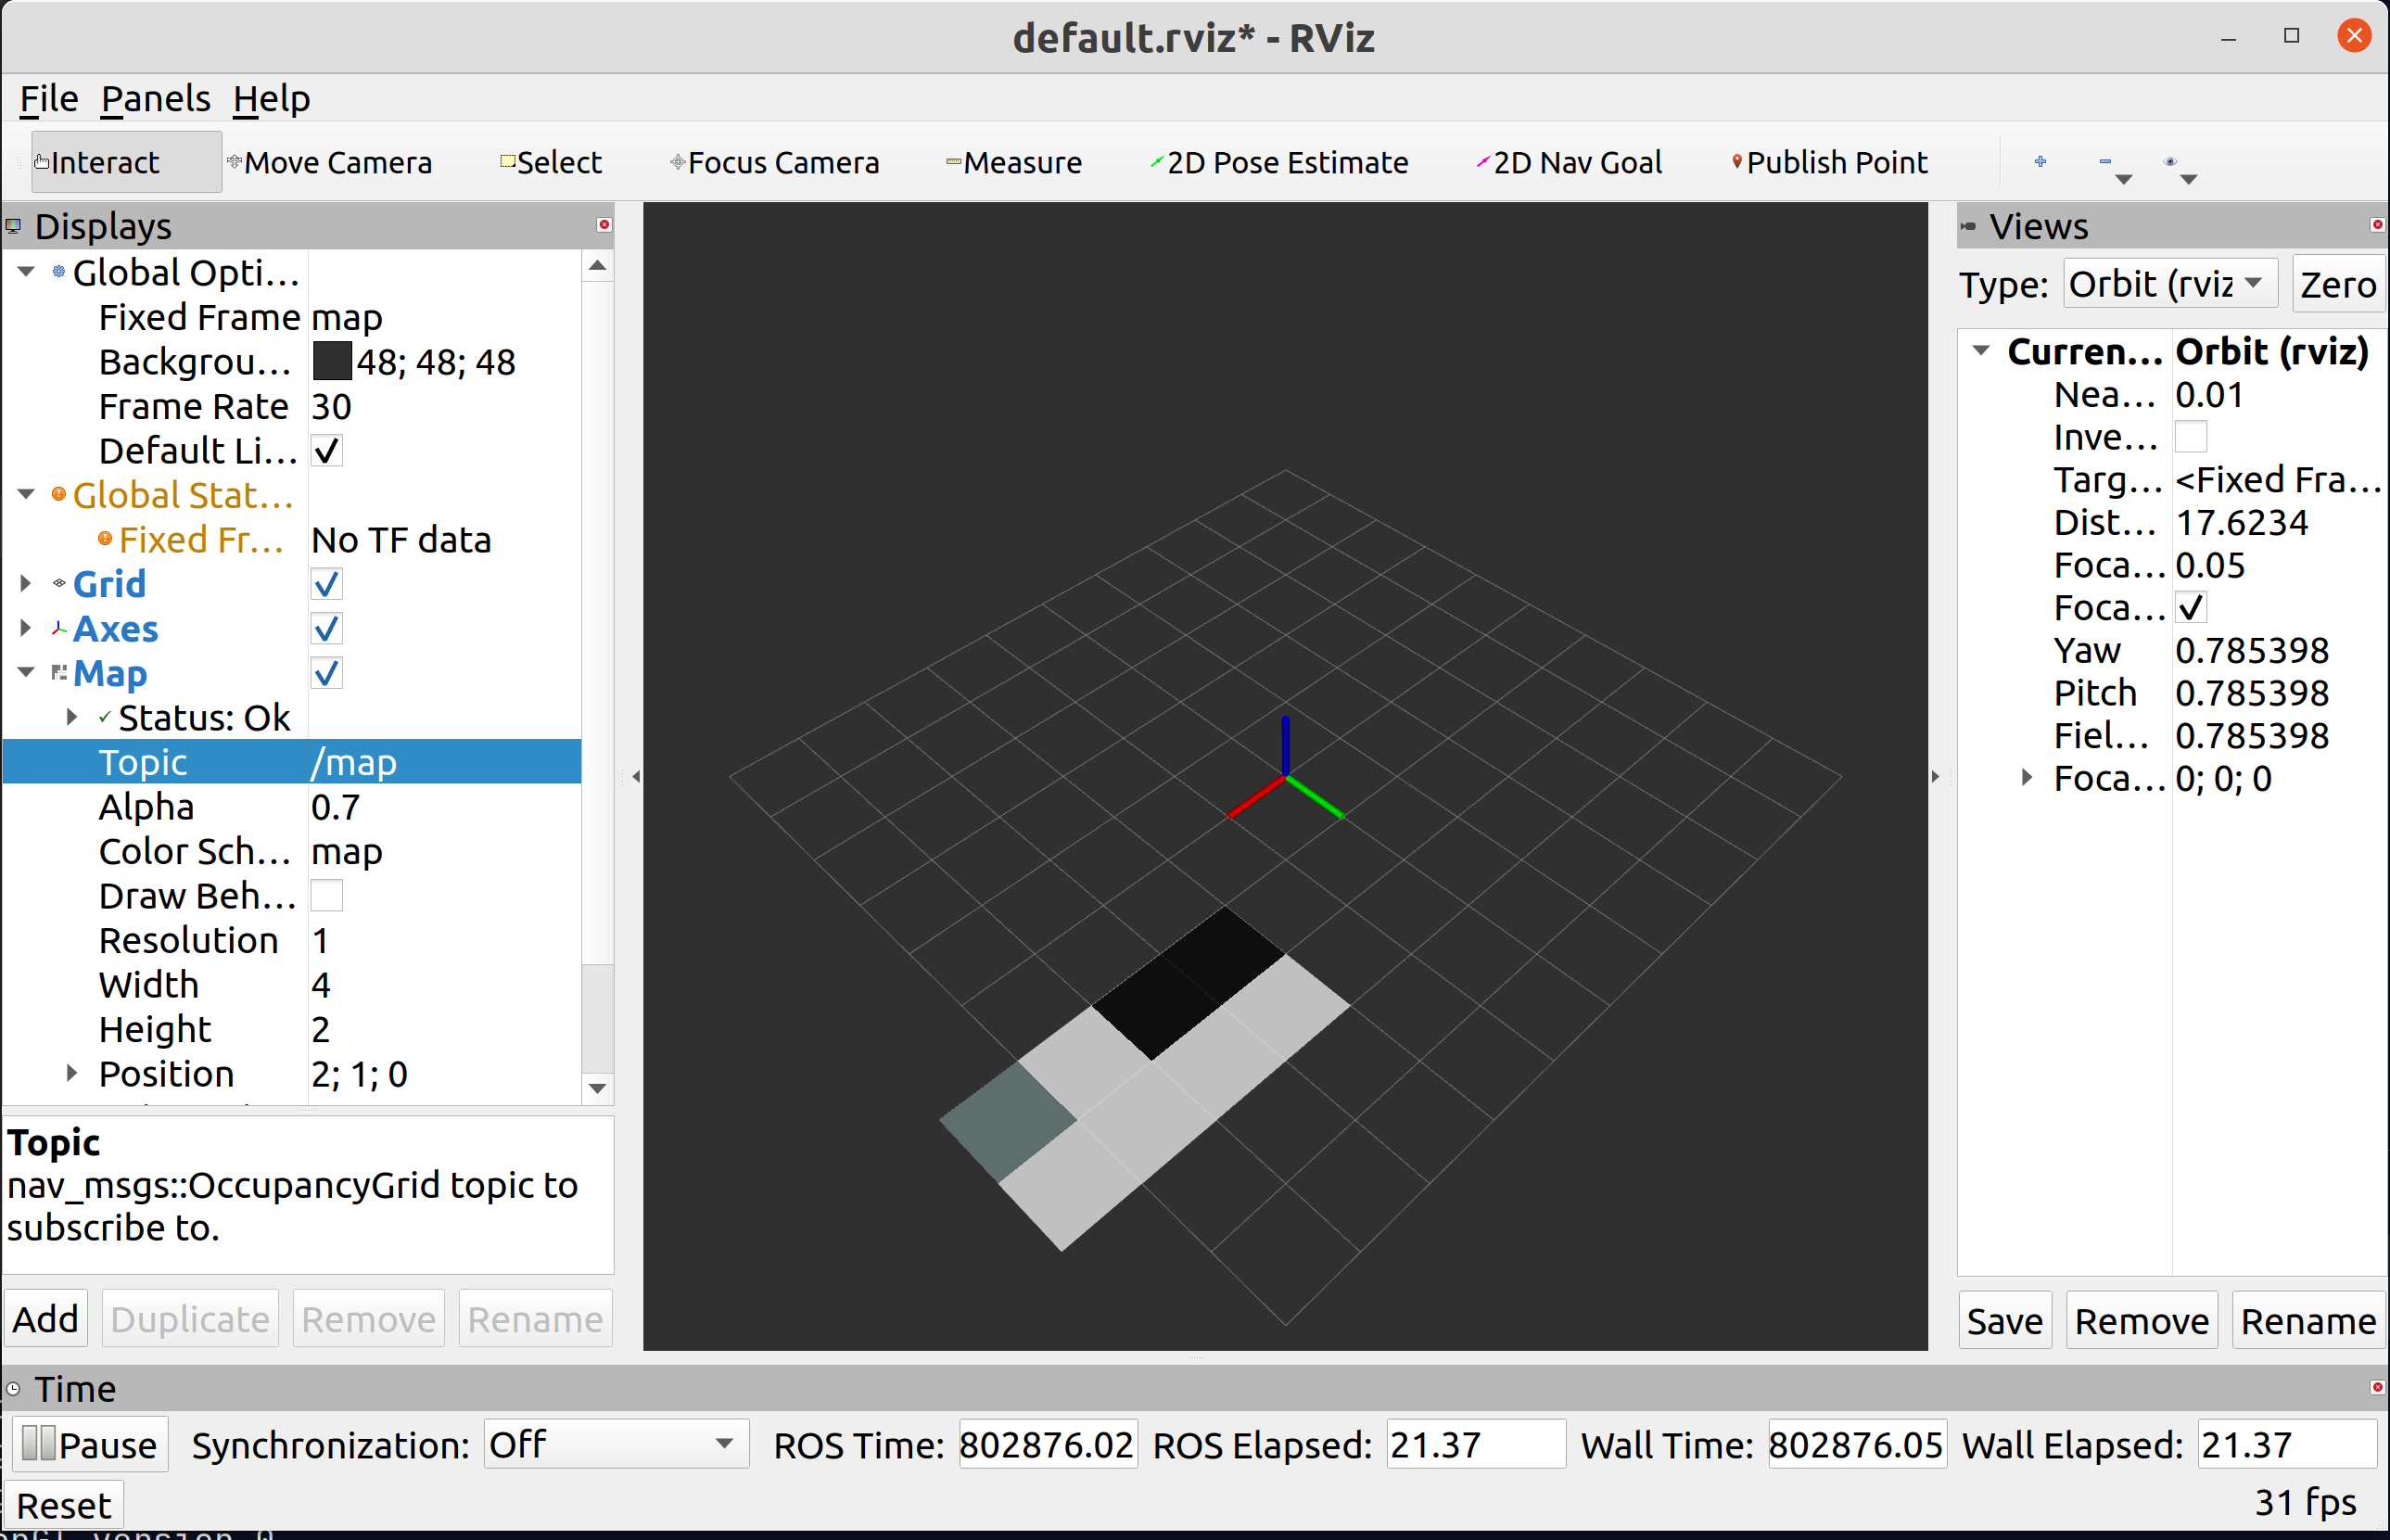 default.rviz* - RViz
File Panels Help
Interact Move Camera Select Focus Camera Measure 2D Pose Estimate 2D Nav Goal Publish Point
Displays
Global Opti...
Fixed Frame map
Backgrou... 48; 48; 48
Frame Rate 30
Default Li...
Global Stat...
Fixed Fr... No TF data
Grid
Axes
Map
Status: Ok
Topic /map
Alpha 0.7
Color Sch... map
Draw Beh...
Resolution 1
Width 4
Height 2
Position 2; 1; 0
Topic
nav_msgs::OccupancyGrid topic to
subscribe to.
Add Duplicate Remove Rename
Views
Type: Orbit (rviz Zero
Curren... Orbit (rviz)
Nea... 0.01
Inve...
Targ... <Fixed Fra...
Dist... 17.6234
Foca... 0.05
Foca...
Yaw 0.785398
Pitch 0.785398
Fiel... 0.785398
Foca... 0; 0; 0
Save Remove Rename
Time
Pause Synchronization: Off ROS Time: 802876.02 ROS Elapsed: 21.37 Wall Time: 802876.05 Wall Elapsed: 21.37
Reset 31 fps